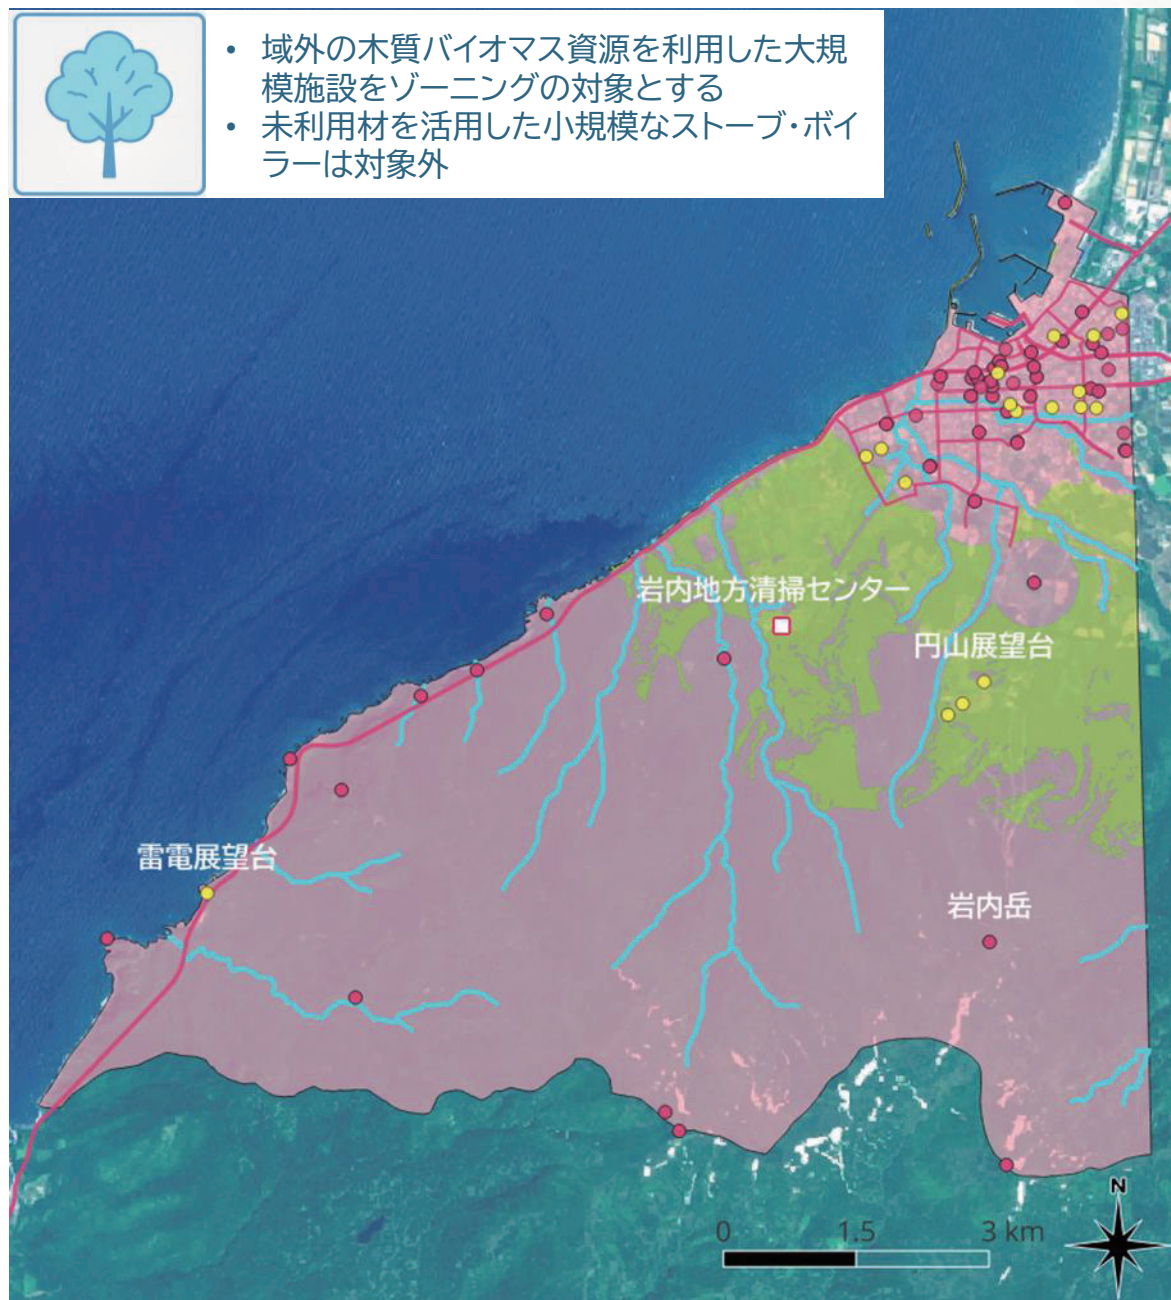 • 域外の木質バイオマス資源を利用した大規
模施設をゾーニングの対象とする
• 未利用材を活用した小規模なストーブ・ボイ
ラーは対象外
岩内地方清掃センター
円山展望台
雷電展望台
岩内岳
N
0 1.5 3 km